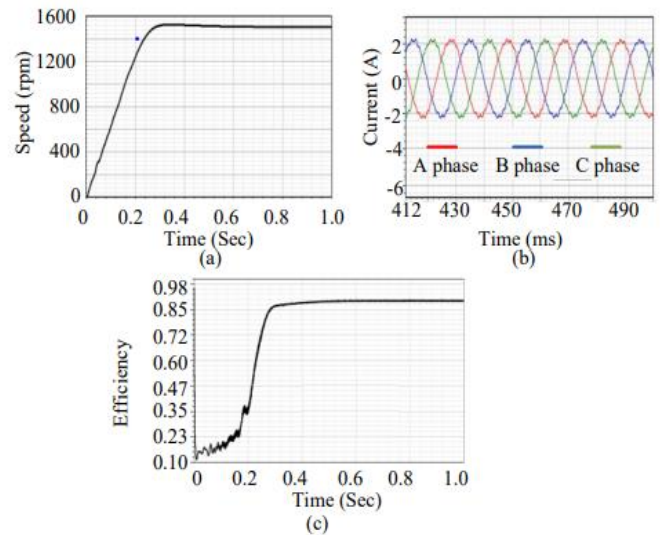 1600
1200
800
400
0
Speed (rpm)
0 0.2 0.4 0.6 0.8 1.0
Time (Sec)
(a)
2
0
-2
-4
-6
Current (A)
A phase B phase C phase
412 430 450 470 490
Time (ms)
(b)
0.98
0.85
0.72
0.60
0.47
0.35
0.23
0.10
Efficiency
0 0.2 0.4 0.6 0.8 1.0
Time (Sec)
(c)